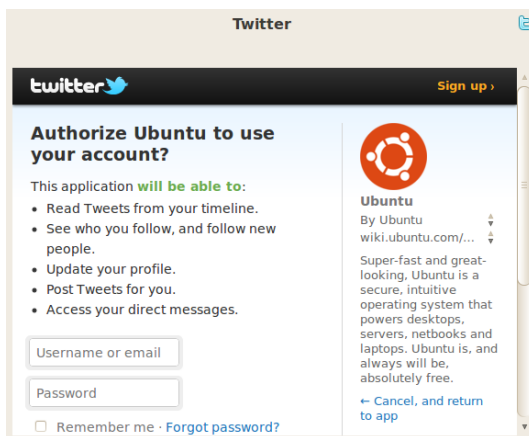 Twitter
twitter
Sign up ›
Authorize Ubuntu to use
your account?
This application will be able to:
• Read Tweets from your timeline.
• See who you follow, and follow new
people.
• Update your profile.
• Post Tweets for you.
• Access your direct messages.
Username or email
Password
Remember me · Forgot password?
Ubuntu
By Ubuntu
wiki.ubuntu.com/...
Super-fast and great-
looking, Ubuntu is a
secure, intuitive
operating system that
powers desktops,
servers, netbooks and
laptops. Ubuntu is, and
always will be,
absolutely free.
← Cancel, and return
to app